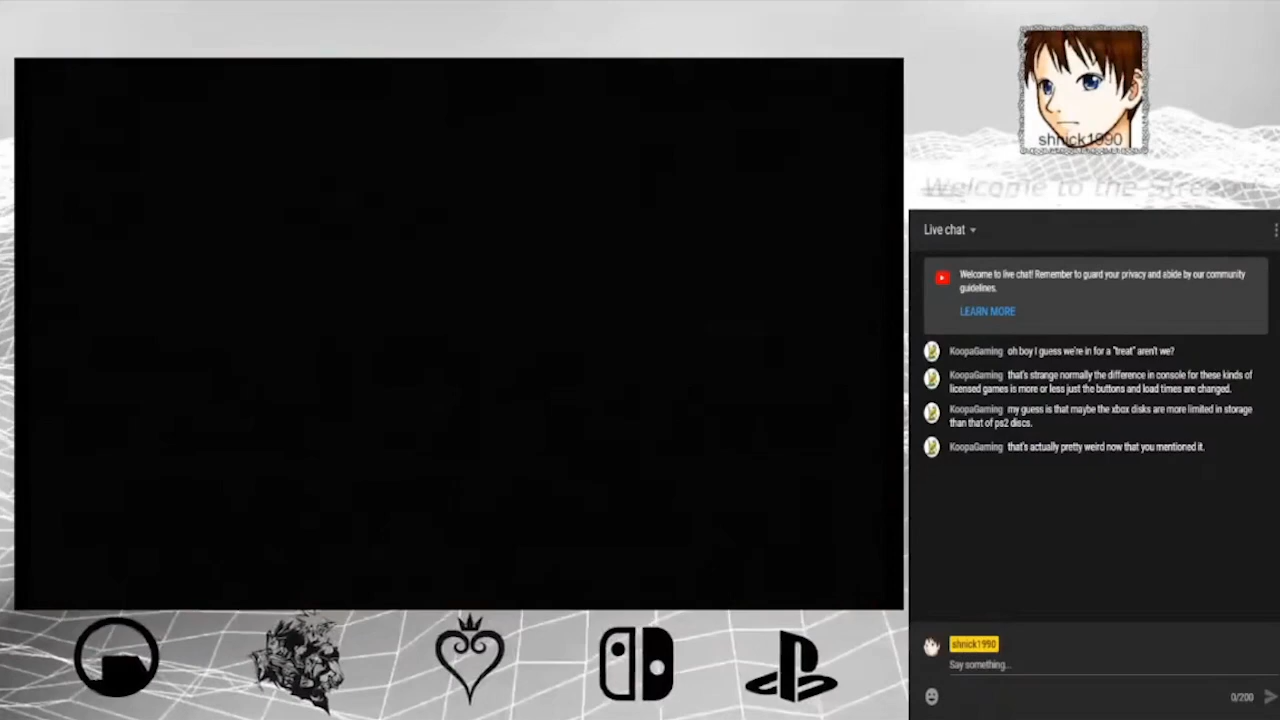 shnick1990
Welcome to the Stre
Live chat
Welcome to live chat! Remember to guard your privacy and abide by our community
guidelines.
LEARN MORE
KoopaGaming oh boy I guess we're in for a "treat" aren't we?
KoopaGaming that's strange normally the difference in console for these kinds of
licensed games is more or less just the buttons and load times are changed.
KoopaGaming my guess is that maybe the xbox disks are more limited in storage
than that of ps2 discs.
KoopaGaming that's actually pretty weird now that you mentioned it.
shnick1990
Say something...
0/200